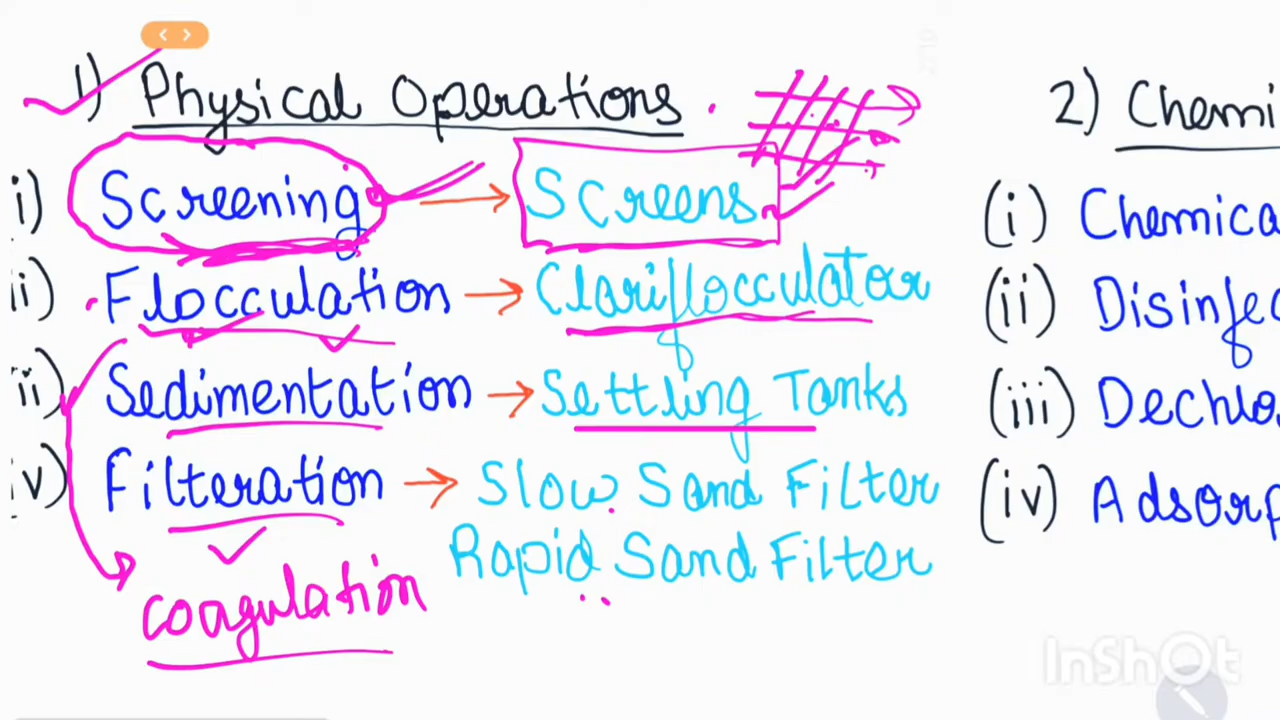 1) Physical Operations
i) Screening → Screens
ii) Flocculation → Clariflocculator
iii) Sedimentation → Settling Tanks
iv) Filteration → Slow Sand Filter
Rapid Sand Filter
coagulation
2) Chemi
(i) Chemica
(ii) Disinfec
(iii) Dechlo
(iv) Adsorp
InShOt